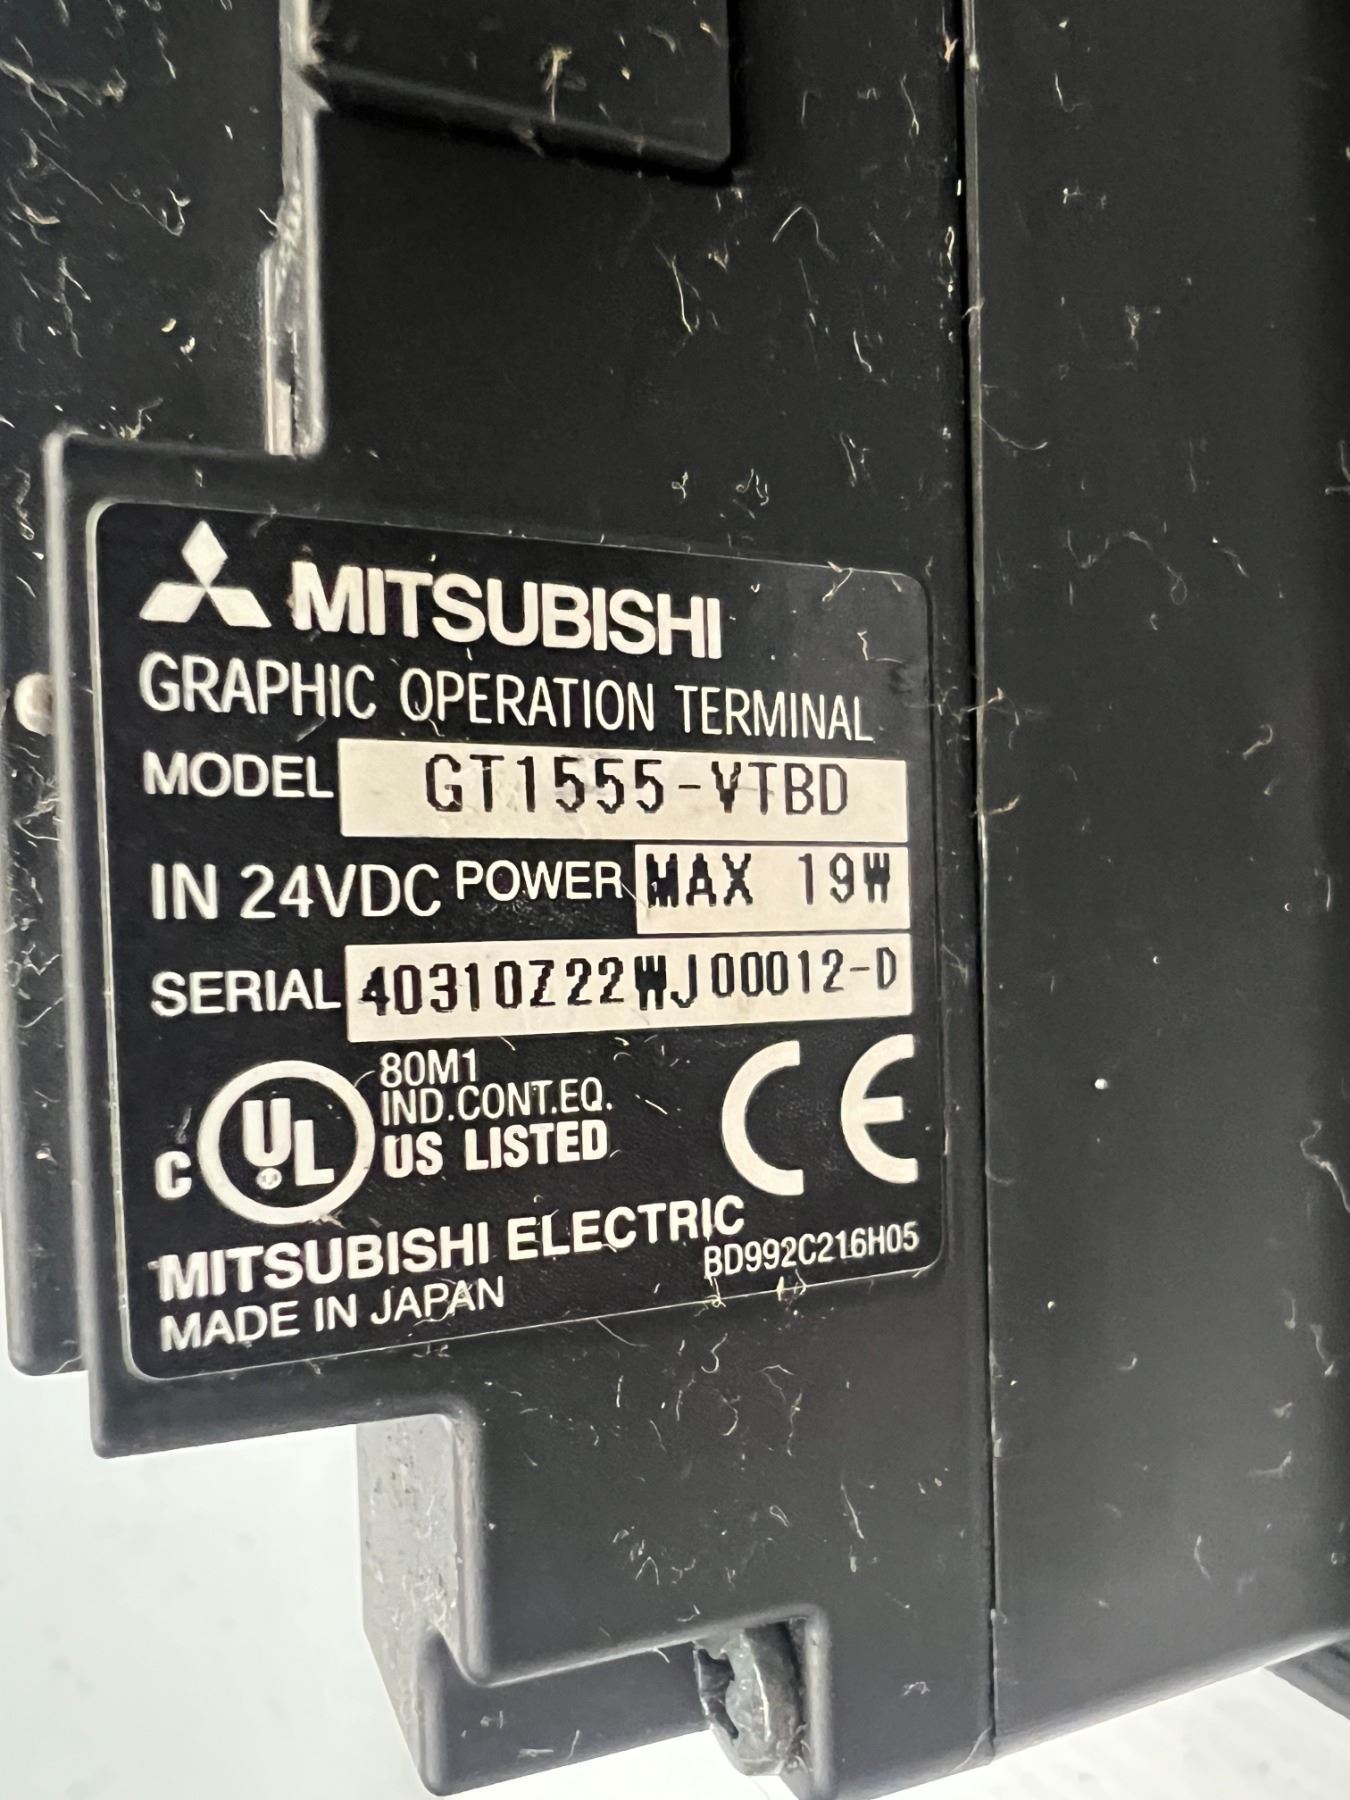 MITSUBISHI
GRAPHIC OPERATION TERMINAL
MODEL GT1555-VTBD
IN 24VDC POWER MAX 19W
SERIAL 40310Z22WJ00012-D
80M1
IND.CONT.EQ.
C UL US LISTED
CE
MITSUBISHI ELECTRIC
MADE IN JAPAN
BD992C216H05